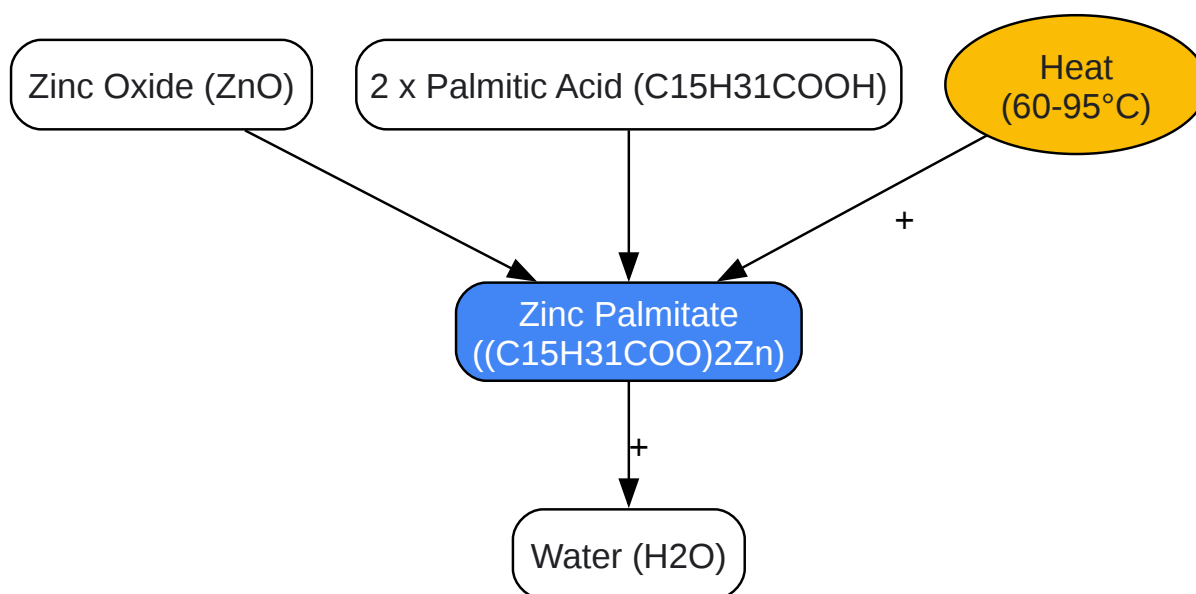 Zinc Oxide (ZnO)
2 x Palmitic Acid (C15H31COOH)
Heat
(60-95°C)
+
Zinc Palmitate
((C15H31COO)2Zn)
+
Water (H2O)